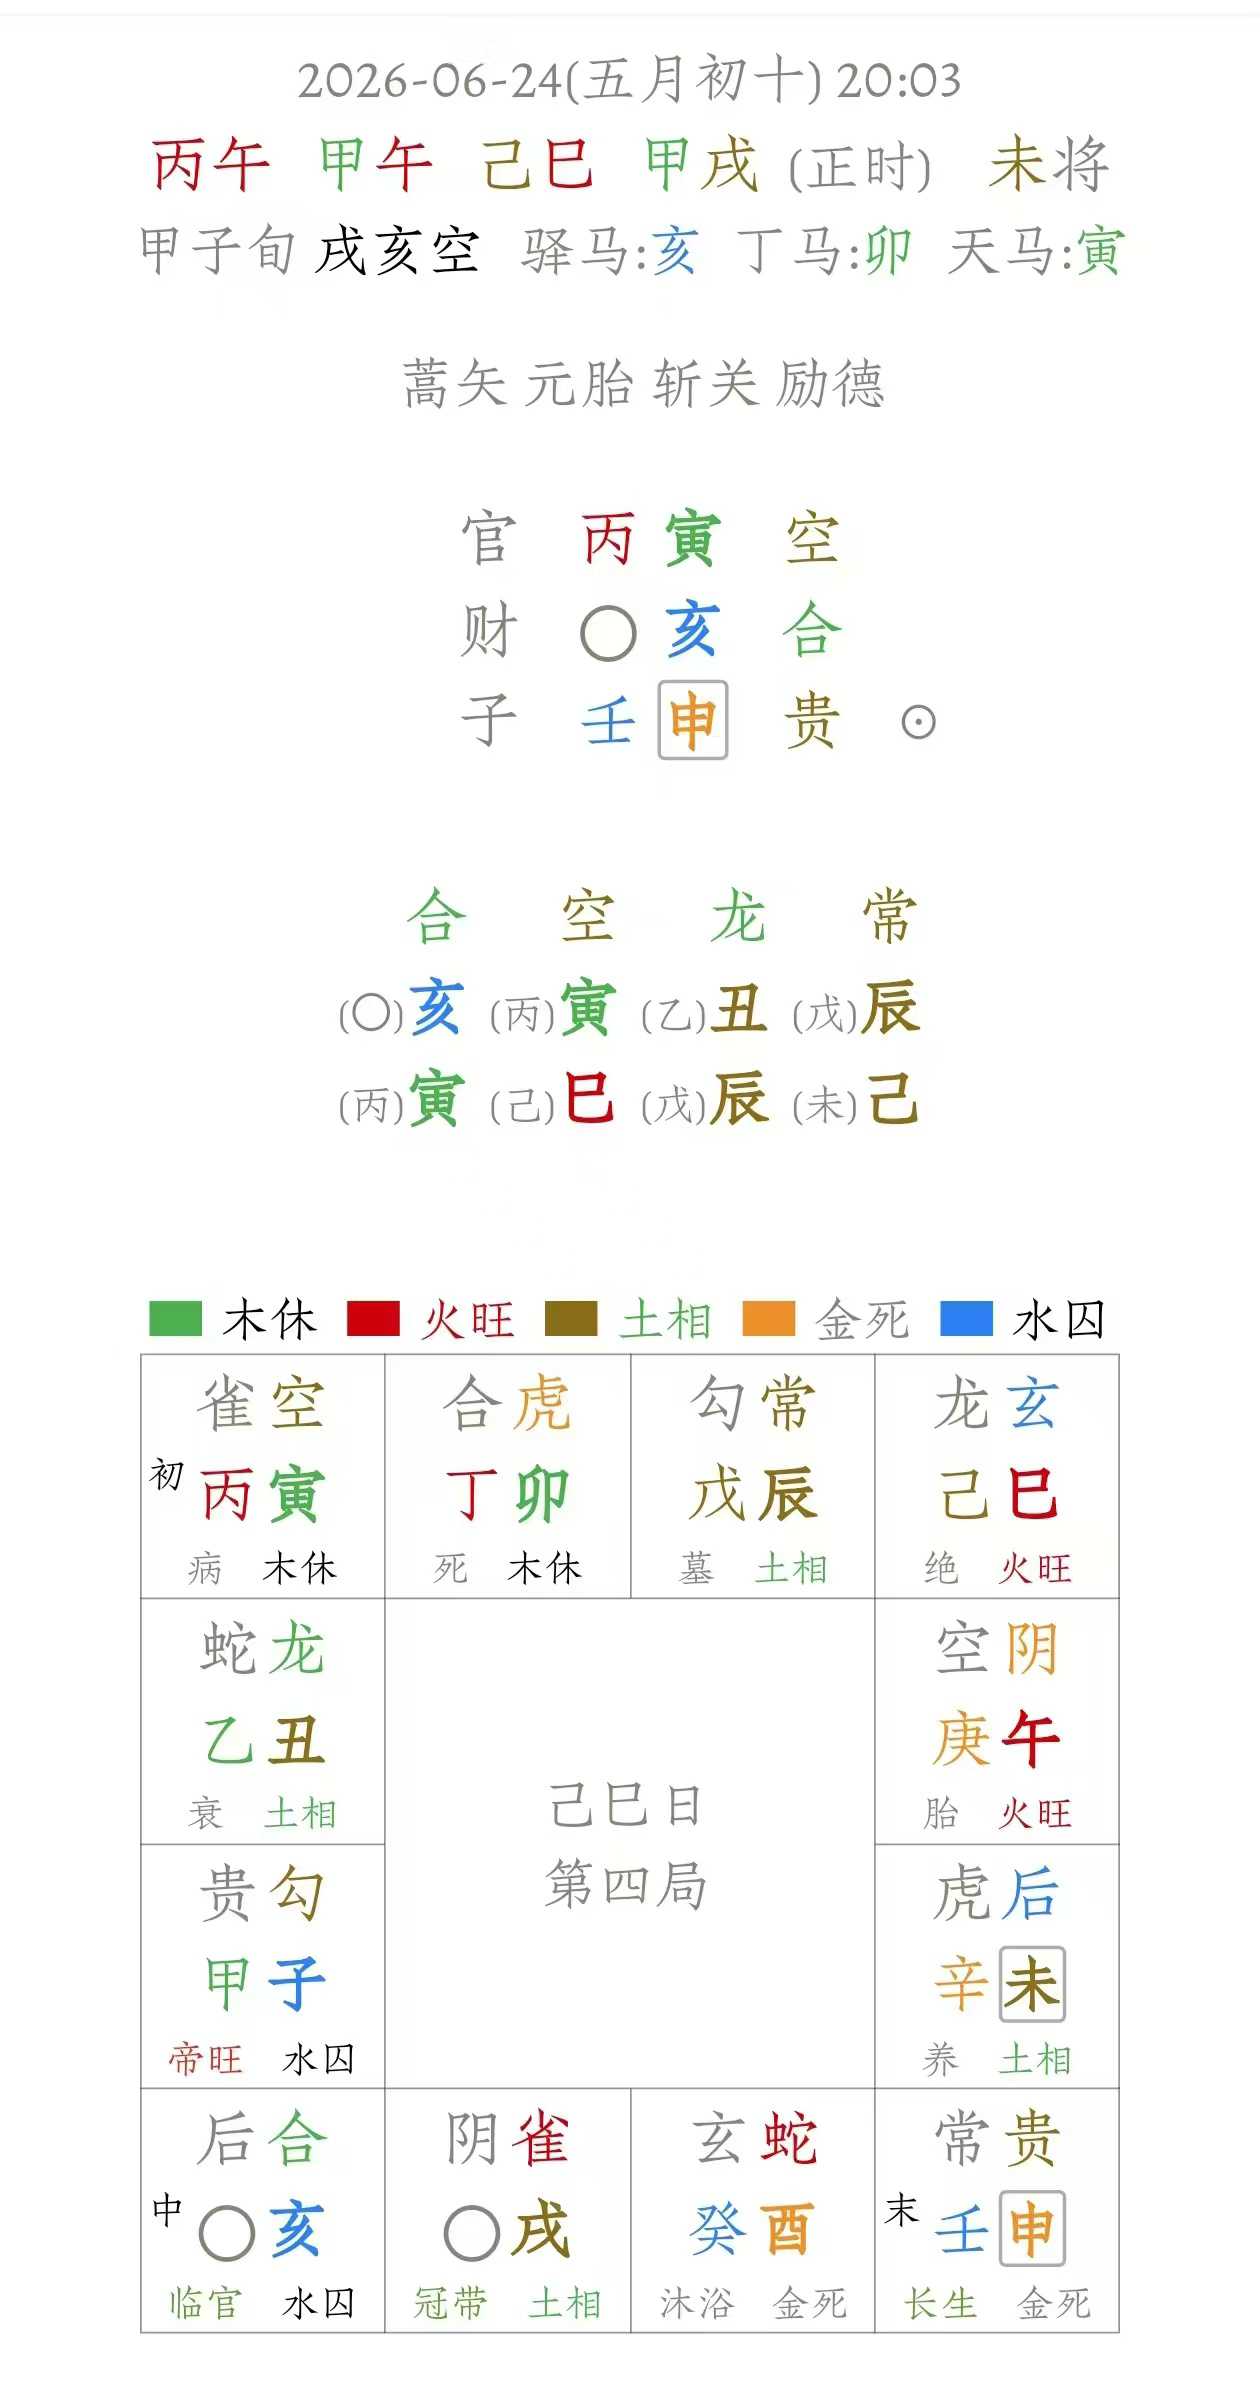 2026-06-24(五月初十) 20:03
丙午 甲午 己巳 甲戌 (正时) 未将
甲子旬 戌亥空 驿马:亥 丁马:卯 天马:寅
蒿矢 元胎 斩关 励德
官 丙 寅 空
财 〇 亥 合
子 壬 申 贵 ⊙
合 空 龙 常
(〇)亥 (丙)寅 (乙)丑 (戊)辰
(丙)寅 (己)巳 (戊)辰 (未)己
木休 火旺 土相 金死 水囚
雀空 合虎 勾常 龙玄
初 丙寅 丁卯 戊辰 己巳
病 木休 死 木休 墓 土相 绝 火旺
蛇龙 空阴
乙丑 庚午
衰 土相 胎 火旺
己巳日
第四局
贵勾 虎后
甲子 辛未
帝旺 水囚 养 土相
后合 阴雀 玄蛇 常贵
中 〇亥 〇戌 癸酉 末 壬申
临官 水囚 冠带 土相 沐浴 金死 长生 金死